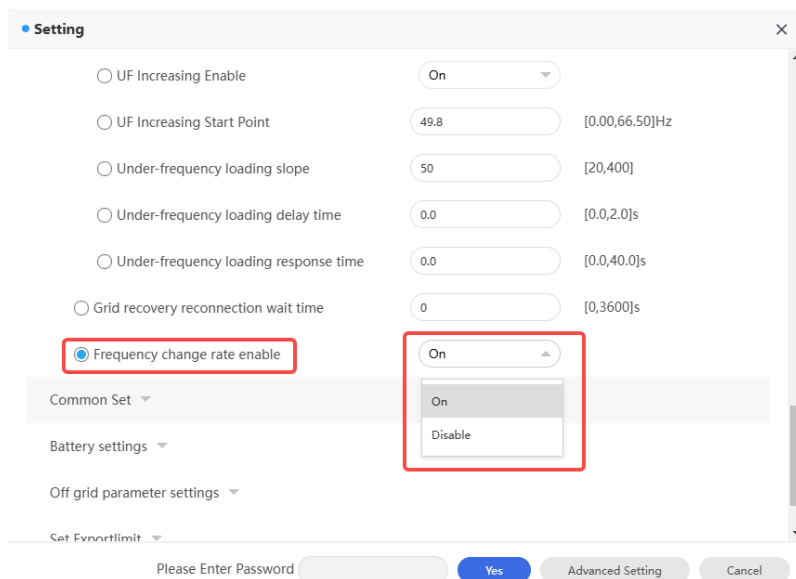 Setting
UF Increasing Enable On
UF Increasing Start Point 49.8 [0.00,66.50]Hz
Under-frequency loading slope 50 [20,400]
Under-frequency loading delay time 0.0 [0.0,2.0]s
Under-frequency loading response time 0.0 [0.0,40.0]s
Grid recovery reconnection wait time 0 [0,3600]s
Frequency change rate enable On
Common Set On
Battery settings Disable
Off grid parameter settings
Set Exportlimit
Please Enter Password Yes Advanced Setting Cancel